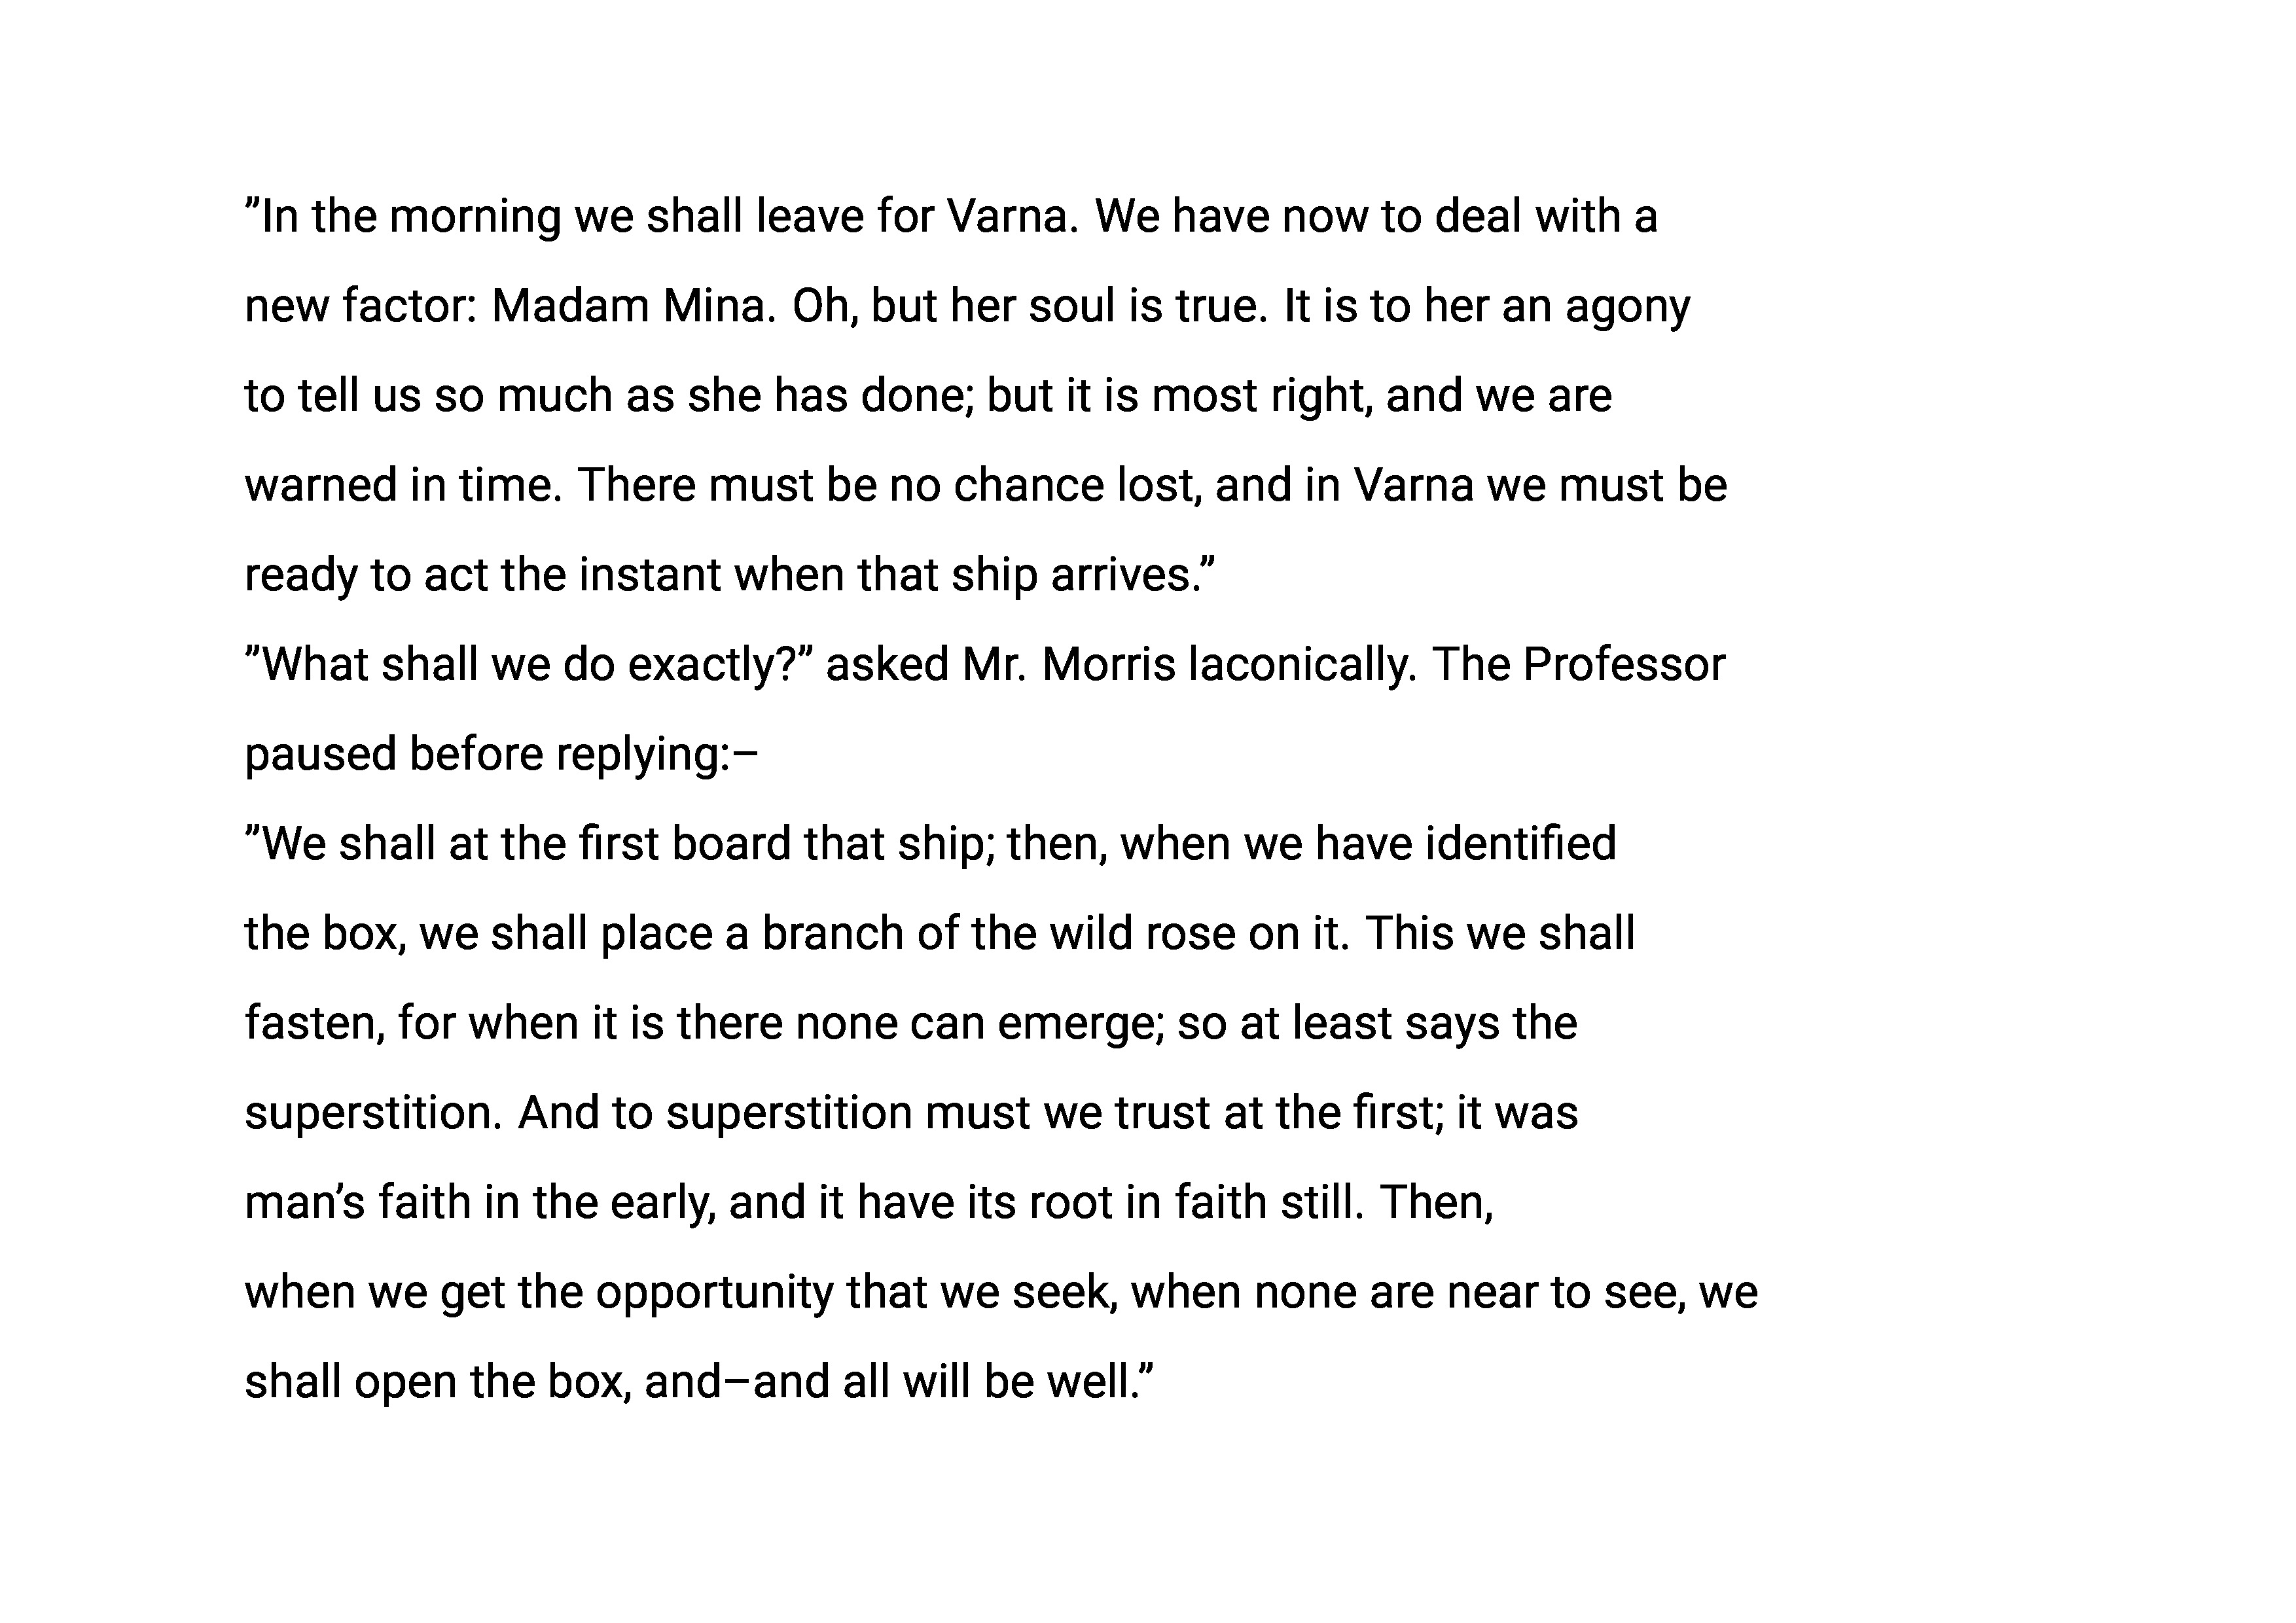 ”In the morning we shall leave for Varna. We have now to deal with a
new factor: Madam Mina. Oh, but her soul is true. It is to her an agony
to tell us so much as she has done; but it is most right, and we are
warned in time. There must be no chance lost, and in Varna we must be
ready to act the instant when that ship arrives.”
”What shall we do exactly?” asked Mr. Morris laconically. The Professor
paused before replying:–
”We shall at the first board that ship; then, when we have identified
the box, we shall place a branch of the wild rose on it. This we shall
fasten, for when it is there none can emerge; so at least says the
superstition. And to superstition must we trust at the first; it was
man’s faith in the early, and it have its root in faith still. Then,
when we get the opportunity that we seek, when none are near to see, we
shall open the box, and–and all will be well.”